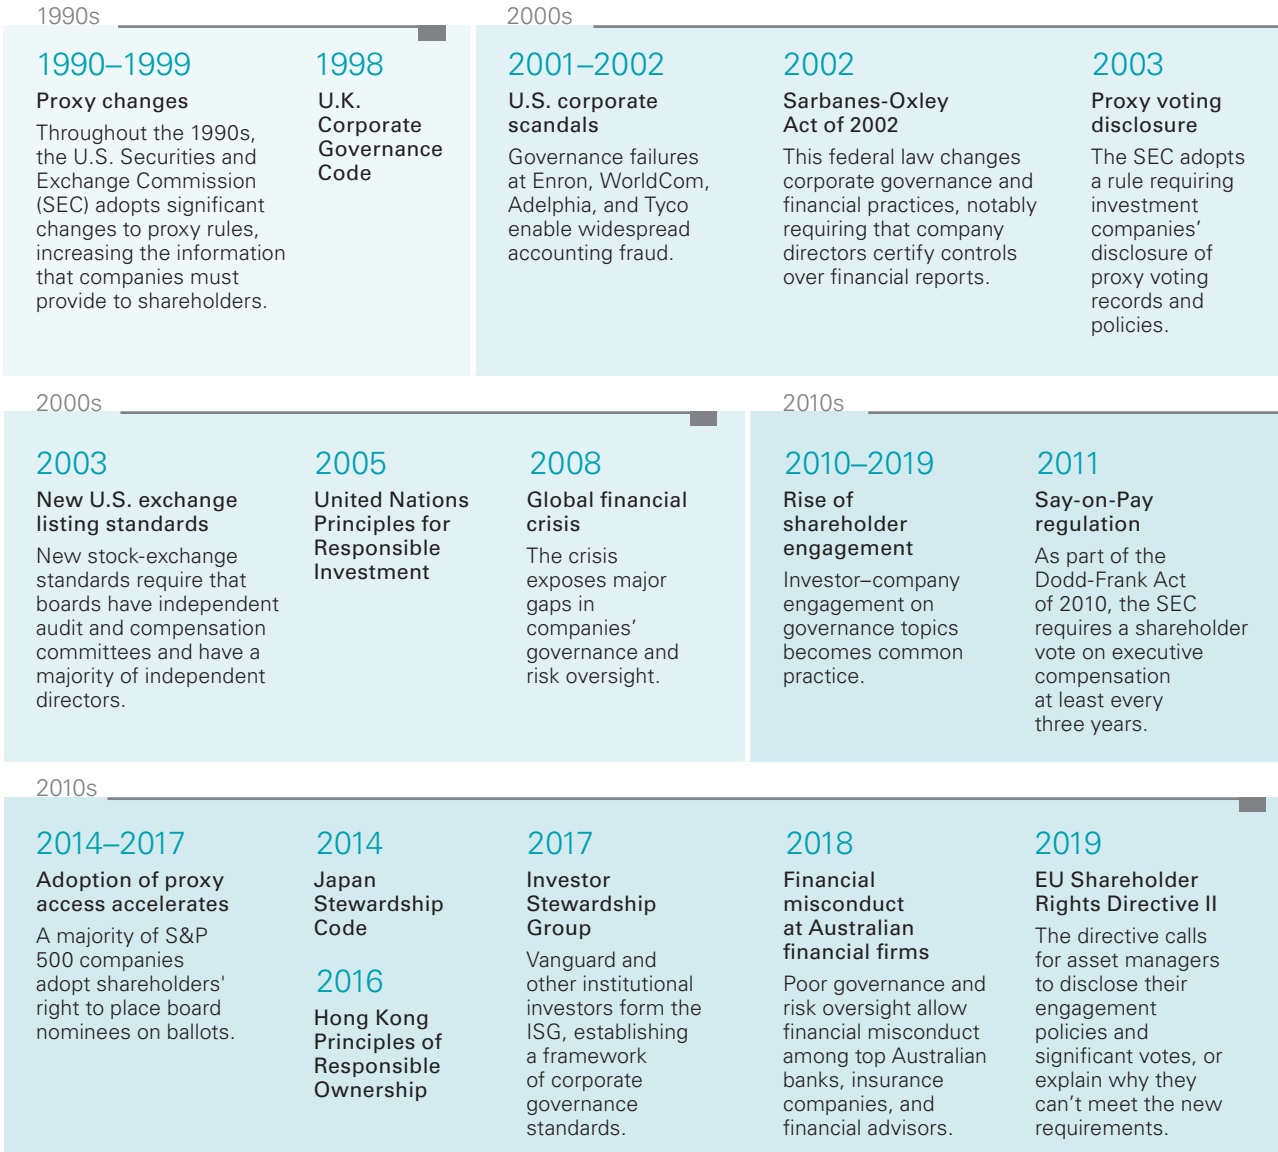 1990s
1990–1999
Proxy changes
Throughout the 1990s,
the U.S. Securities and
Exchange Commission
(SEC) adopts significant
changes to proxy rules,
increasing the information
that companies must
provide to shareholders.
1998
U.K.
Corporate
Governance
Code
2000s
2001–2002
U.S. corporate
scandals
Governance failures
at Enron, WorldCom,
Adelphia, and Tyco
enable widespread
accounting fraud.
2002
Sarbanes-Oxley
Act of 2002
This federal law changes
corporate governance and
financial practices, notably
requiring that company
directors certify controls
over financial reports.
2003
Proxy voting
disclosure
The SEC adopts
a rule requiring
investment
companies’
disclosure of
proxy voting
records and
policies.
2000s
2003
New U.S. exchange
listing standards
New stock-exchange
standards require that
boards have independent
audit and compensation
committees and have a
majority of independent
directors.
2005
United Nations
Principles for
Responsible
Investment
2008
Global financial
crisis
The crisis
exposes major
gaps in
companies’
governance and
risk oversight.
2010s
2010–2019
Rise of
shareholder
engagement
Investor–company
engagement on
governance topics
becomes common
practice.
2011
Say-on-Pay
regulation
As part of the
Dodd-Frank Act
of 2010, the SEC
requires a shareholder
vote on executive
compensation
at least every
three years.
2010s
2014–2017
Adoption of proxy
access accelerates
A majority of S&P
500 companies
adopt shareholders'
right to place board
nominees on ballots.
2014
Japan
Stewardship
Code
2016
Hong Kong
Principles of
Responsible
Ownership
2017
Investor
Stewardship
Group
Vanguard and
other institutional
investors form the
ISG, establishing
a framework
of corporate
governance
standards.
2018
Financial
misconduct
at Australian
financial firms
Poor governance and
risk oversight allow
financial misconduct
among top Australian
banks, insurance
companies, and
financial advisors.
2019
EU Shareholder
Rights Directive II
The directive calls
for asset managers
to disclose their
engagement
policies and
significant votes, or
explain why they
can’t meet the new
requirements.